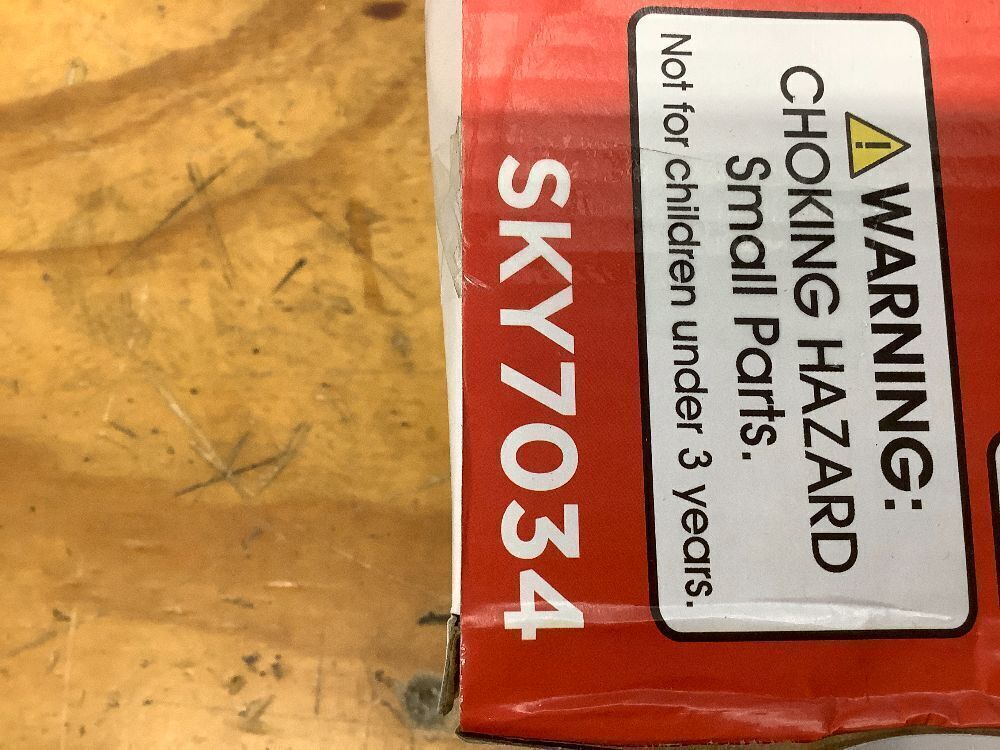 WARNING:
CHOKING HAZARD
Small Parts.
Not for children under 3 years.
SKY7034